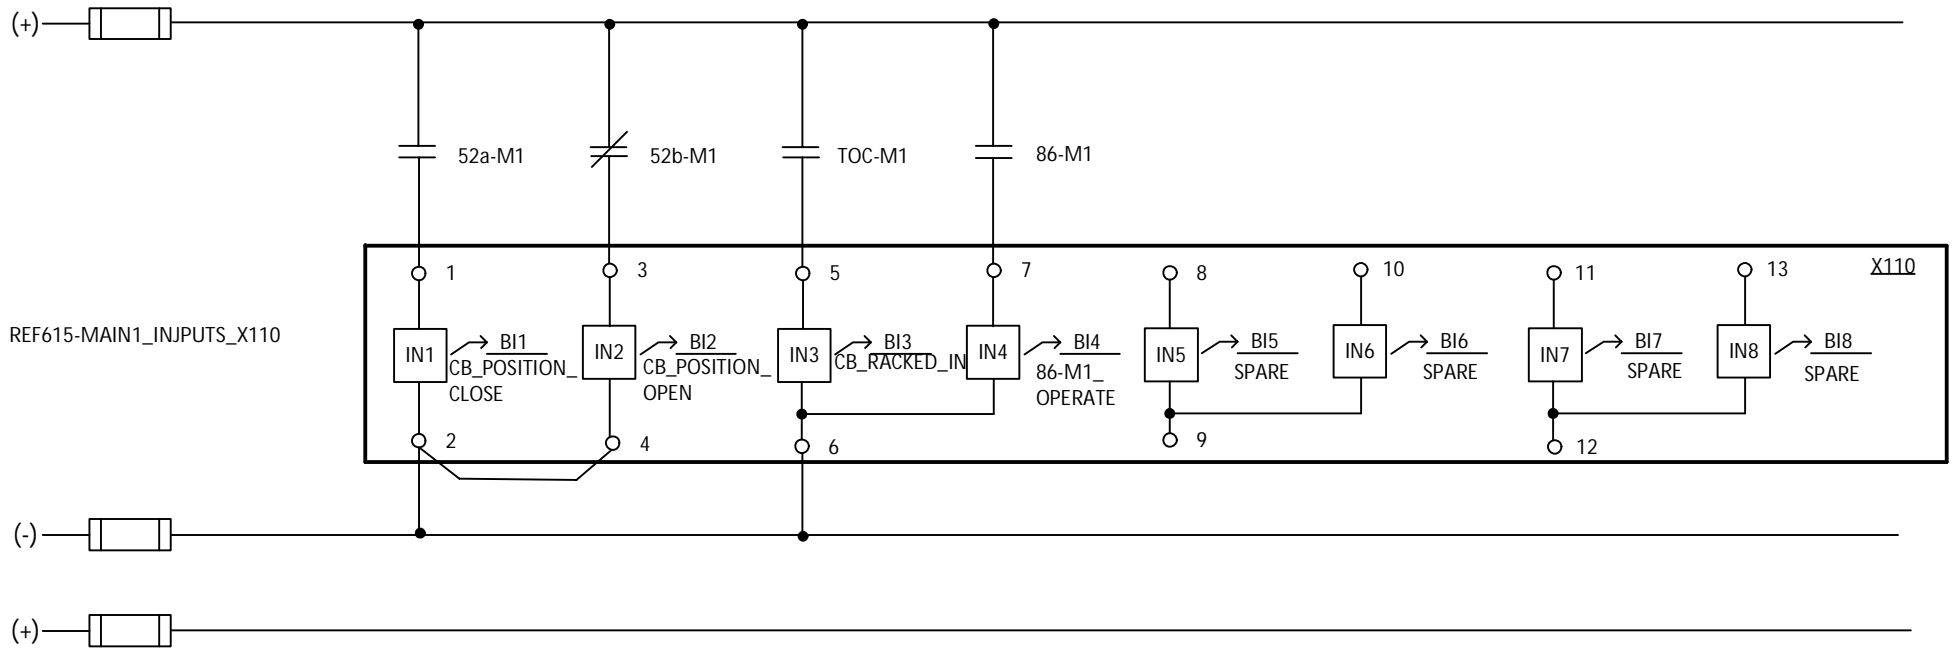 (+)
52a-M1
52b-M1
TOC-M1
86-M1
1
3
5
7
8
10
11
13
X110
REF615-MAIN1_INJPUTS_X110
IN1
BI1
CB_POSITION_
CLOSE
IN2
BI2
CB_POSITION_
OPEN
IN3
BI3
CB_RACKED_IN
IN4
BI4
86-M1_
OPERATE
IN5
BI5
SPARE
IN6
BI6
SPARE
IN7
BI7
SPARE
IN8
BI8
SPARE
2
4
6
9
12
(-)
(+)